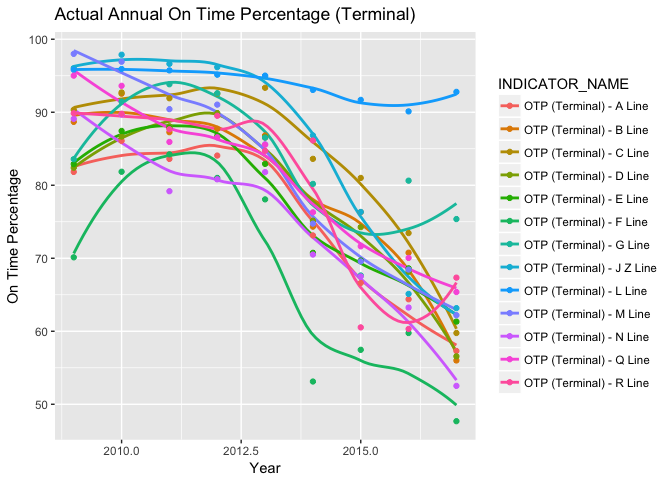 Actual Annual On Time Percentage (Terminal)
On Time Percentage
100
90
80
70
60
50
2010.0
2012.5
2015.0
Year
INDICATOR_NAME
OTP (Terminal) - A Line
OTP (Terminal) - B Line
OTP (Terminal) - C Line
OTP (Terminal) - D Line
OTP (Terminal) - E Line
OTP (Terminal) - F Line
OTP (Terminal) - G Line
OTP (Terminal) - J Z Line
OTP (Terminal) - L Line
OTP (Terminal) - M Line
OTP (Terminal) - N Line
OTP (Terminal) - Q Line
OTP (Terminal) - R Line